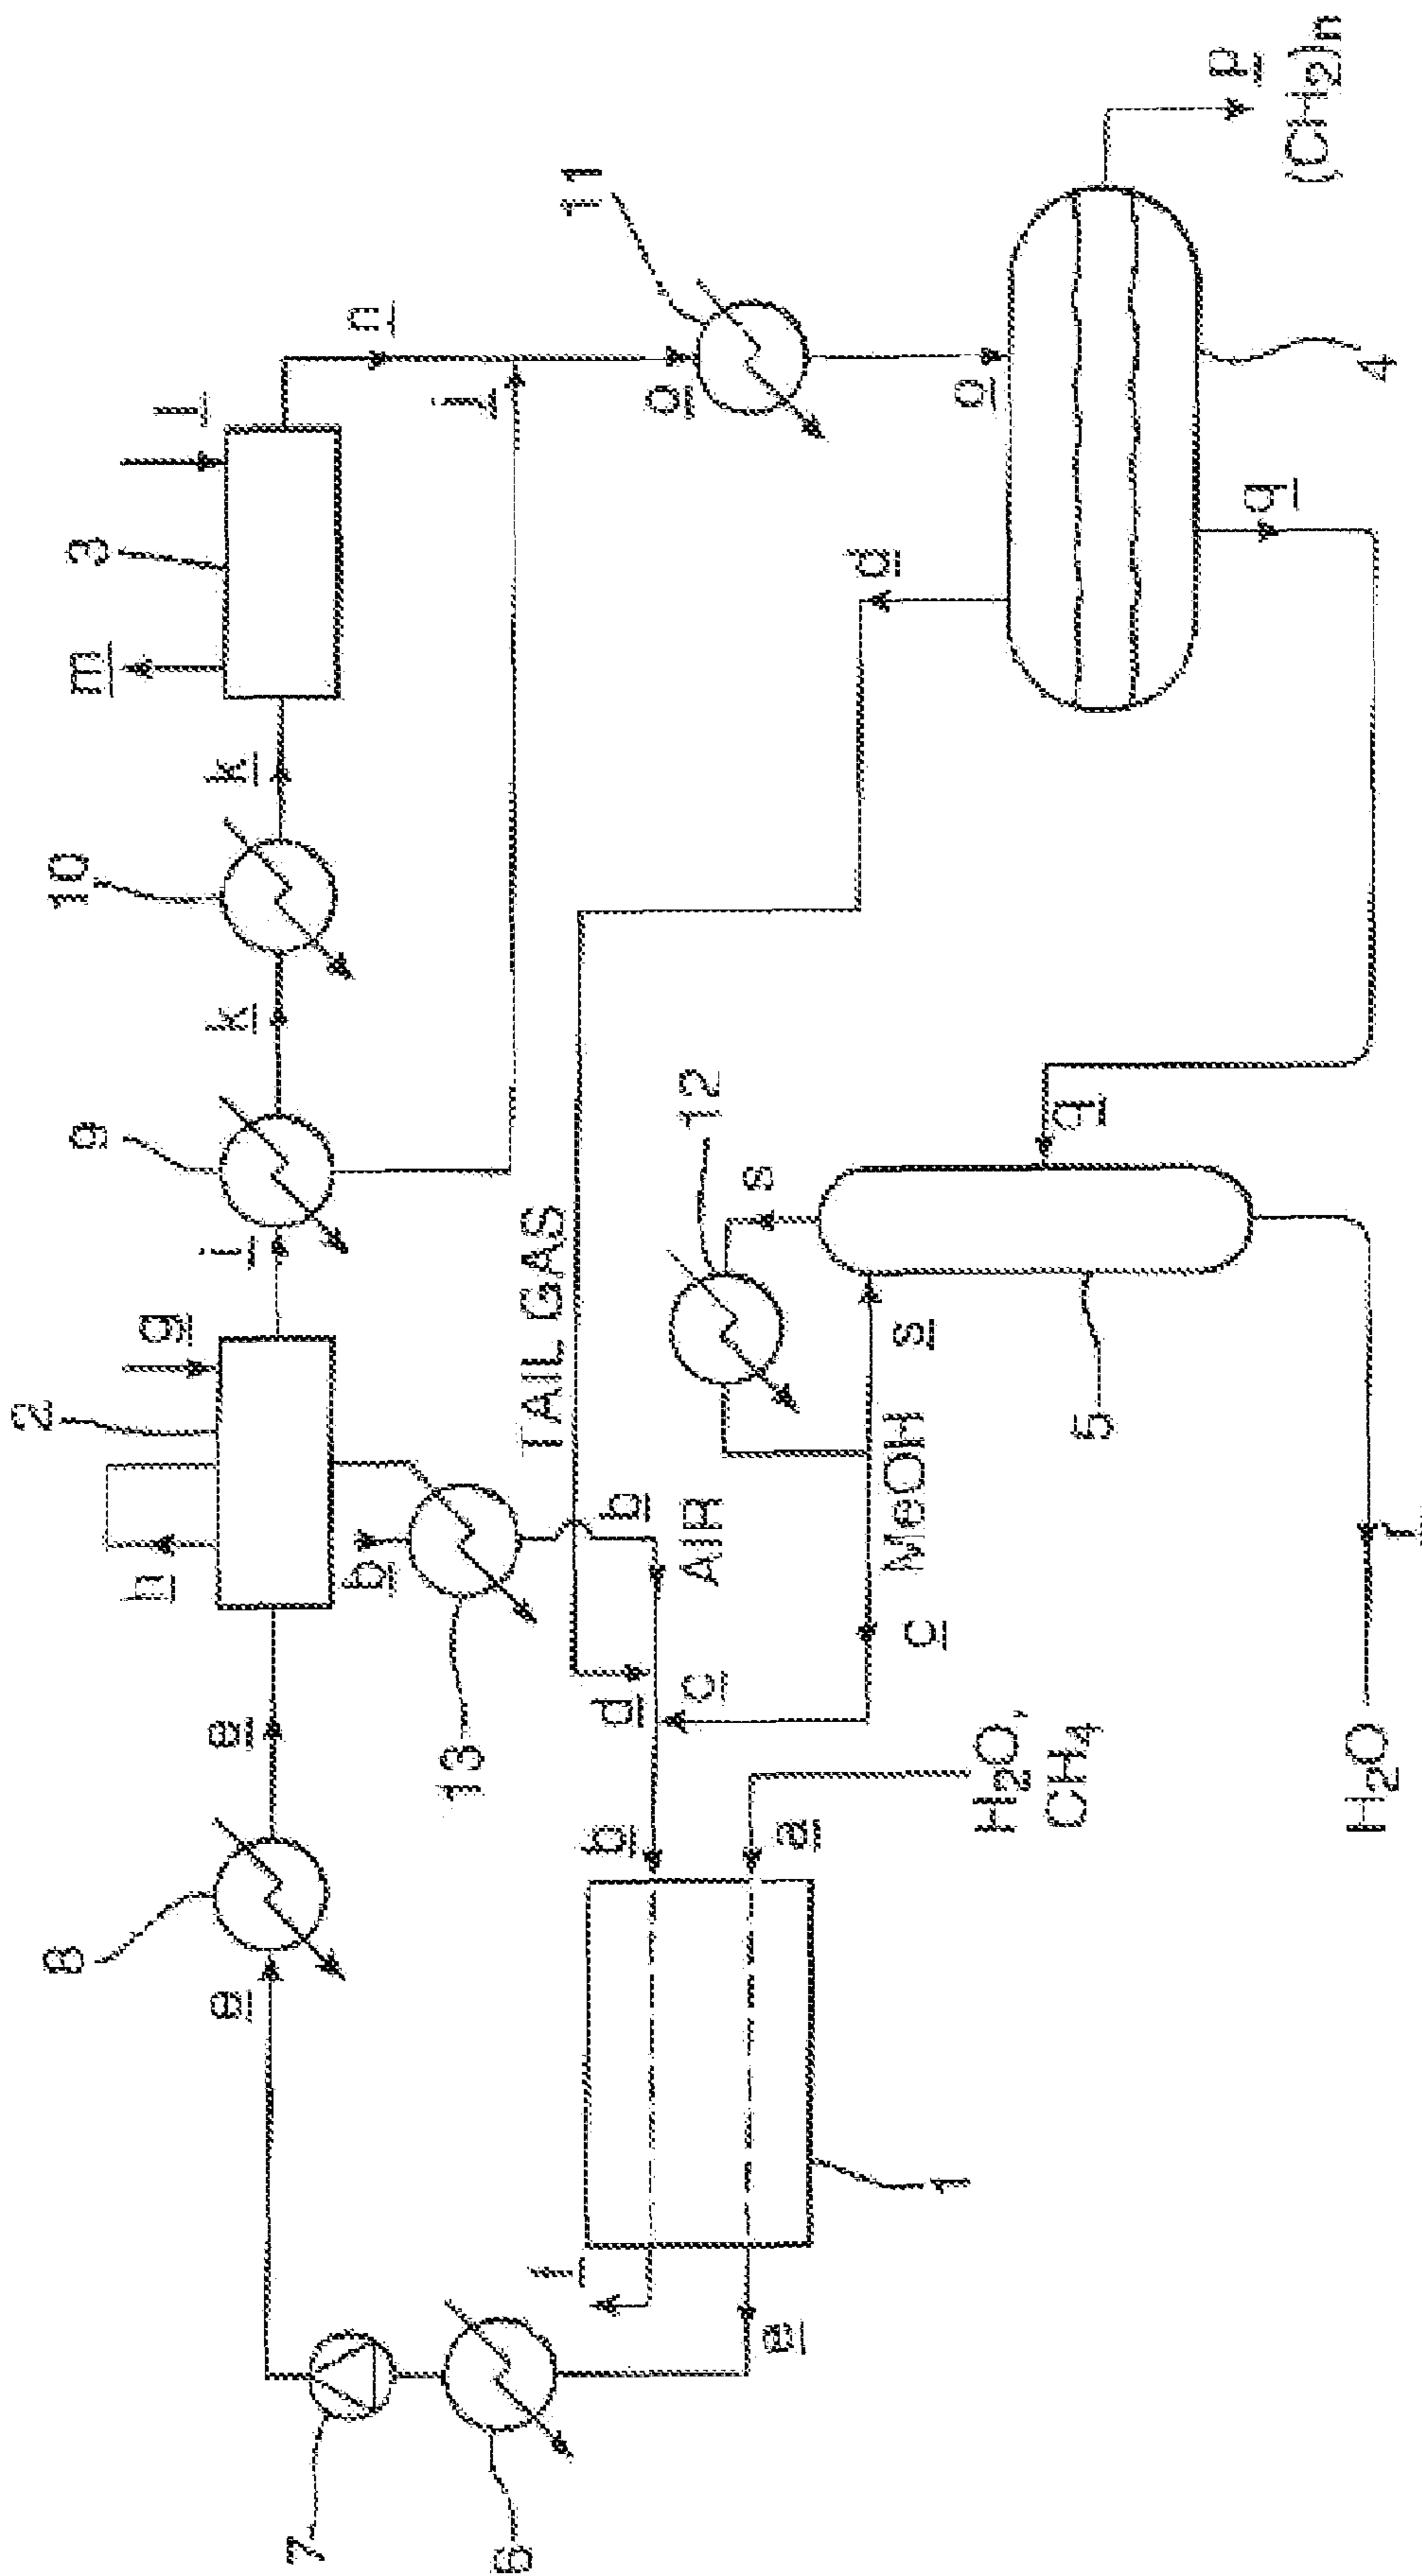 7
6
8
2
9
10
3
11
12
13
1
4
5
e
e
e
f
h
g
i
k
k
m
l
n
j
o
o
p
(CH2)n
d
q
q
TAIL GAS
b
b
AIR
d
c
b
a
H2O,
CH4
s
s
MeOH
c
H2O
r